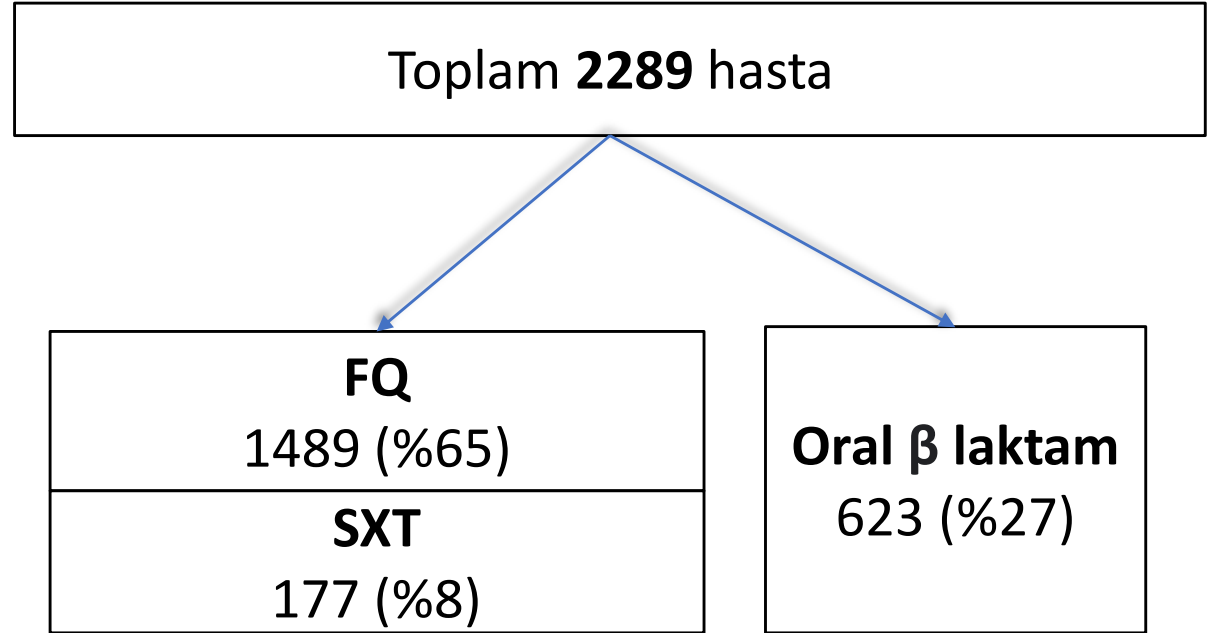 Toplam 2289 hasta
FQ
1489 (%65)
SXT
177 (%8)
Oral β laktam
623 (%27)